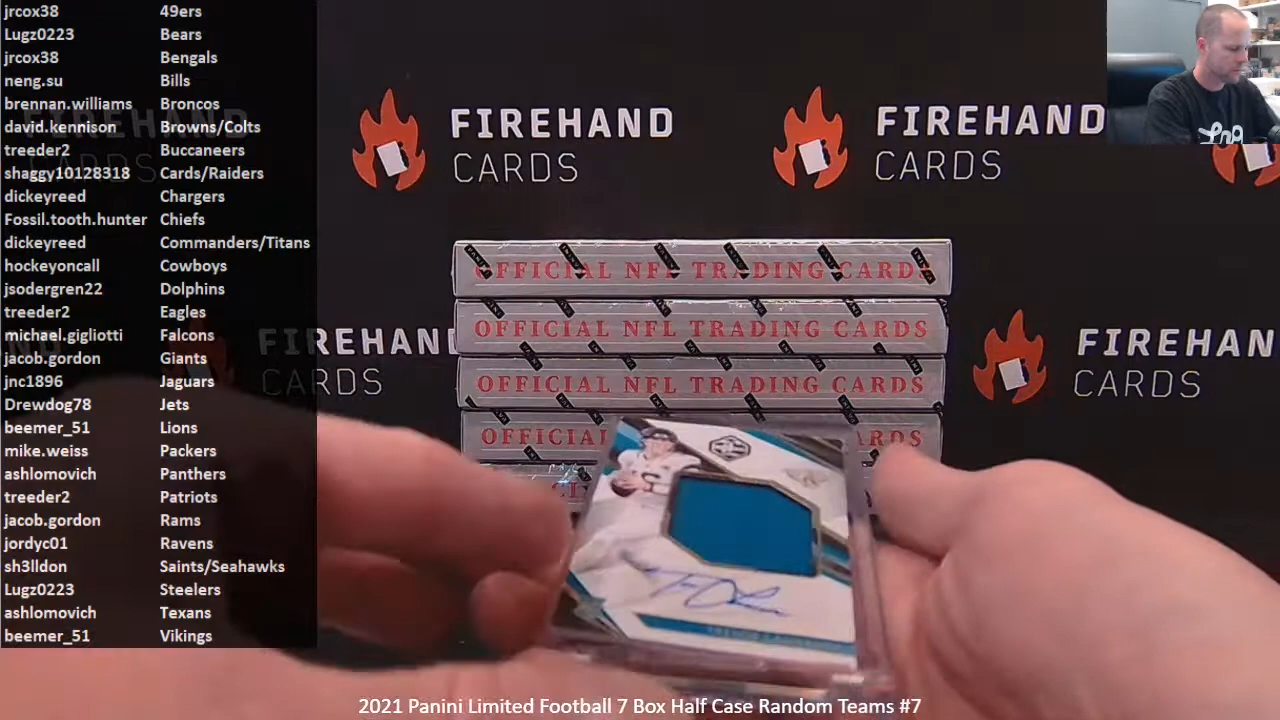 jrcox38 49ers
Lugz0223 Bears
jrcox38 Bengals
neng.su Bills
brennan.williams Broncos
david.kennison Browns/Colts
treeder2 Buccaneers
shaggy10128318 Cards/Raiders
dickeyreed Chargers
Fossil.tooth.hunter Chiefs
dickeyreed Commanders/Titans
hockeyoncall Cowboys
jsodergren22 Dolphins
treeder2 Eagles
michael.gigliotti Falcons
jacob.gordon Giants
jnc1896 Jaguars
Drewdog78 Jets
beemer_51 Lions
mike.weiss Packers
ashlomovich Panthers
treeder2 Patriots
jacob.gordon Rams
jordyc01 Ravens
sh3lldon Saints/Seahawks
Lugz0223 Steelers
ashlomovich Texans
beemer_51 Vikings
FIREHAND
CARDS
FIREHAND
CARDS
FIREHAND
CARDS
FIREHAN
CARDS
OFFICIAL NFL TRADING CARDS
OFFICIAL NFL TRADING CARDS
OFFICIAL NFL TRADING CARDS
OFFICIAL ARDS
2021 Panini Limited Football 7 Box Half Case Random Teams #7